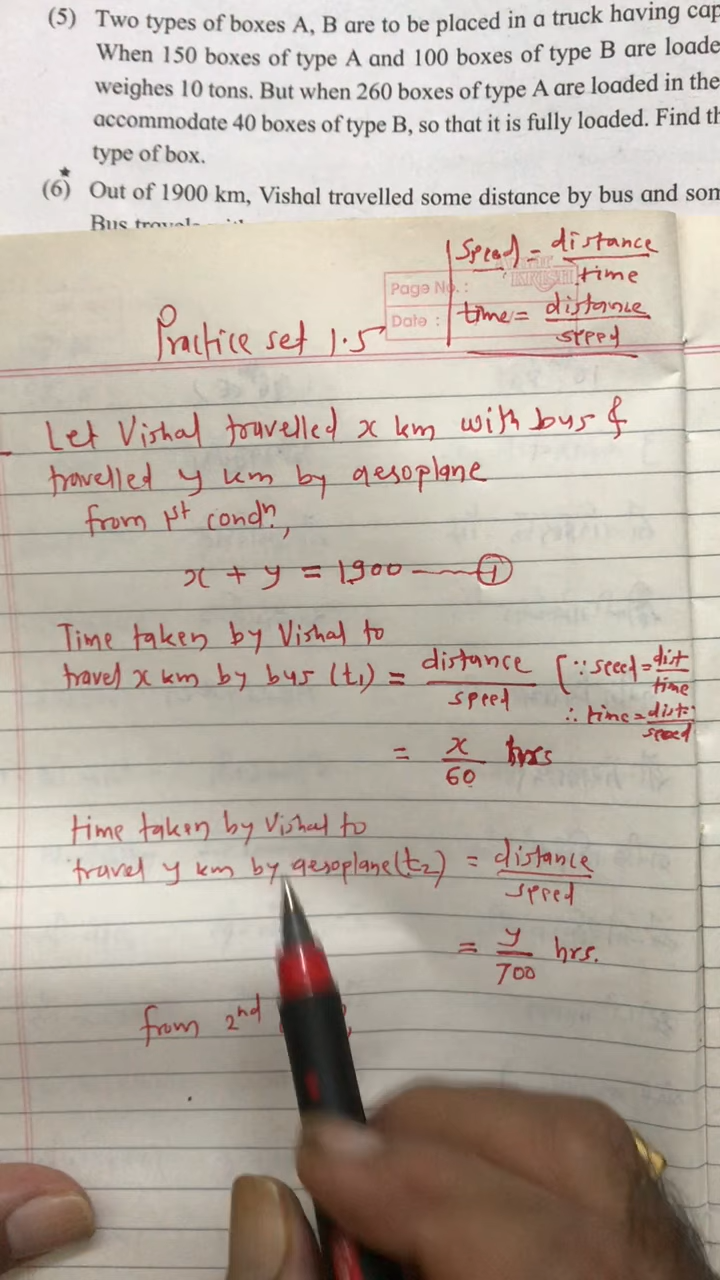 (5) Two types of boxes A, B are to be placed in a truck having cap
When 150 boxes of type A and 100 boxes of type B are loade
weighes 10 tons. But when 260 boxes of type A are loaded in the
accommodate 40 boxes of type B, so that it is fully loaded. Find th
type of box.
★
(6) Out of 1900 km, Vishal travelled some distance by bus and som
Bus
Speed = distance / time
Page No. :
Date :
time = distance / speed
Practice set 1.5
Let Vishal travelled x km with bus &
travelled y km by aeroplane
from 1st condn,
x + y = 1900 — ①
Time taken by Vishal to
travel x km by bus (t₁) = distance / speed [∵ speed = dist / time
∴ time = dist. / speed
= x / 60 hrs
time taken by Vishal to
travel y km by aeroplane (t₂) = distance / speed
= y / 700 hrs.
from 2nd